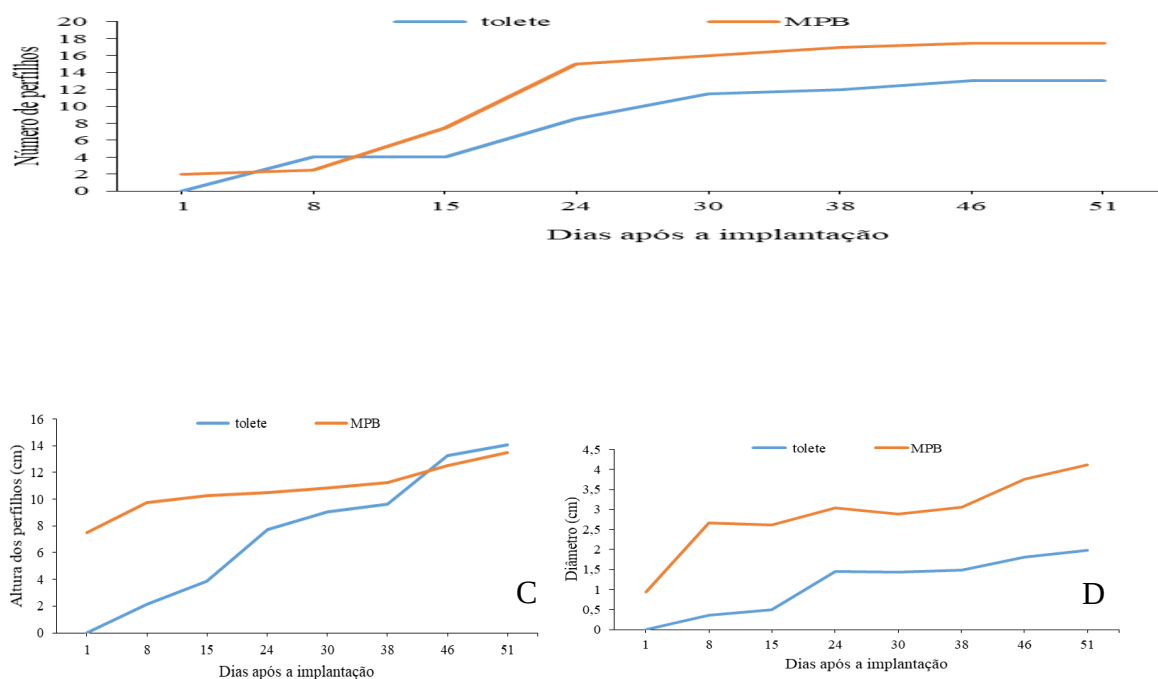 tolete MPB
Número de perfilhos
20
18
16
14
12
10
8
6
4
2
0
1 8 15 24 30 38 46 51
Dias após a implantação
tolete MPB
Altura dos perfilhos (cm)
16
14
12
10
8
6
4
2
0
1 8 15 24 30 38 46 51
Dias após a implantação
C
tolete MPB
Diâmetro (cm)
4,5
4
3,5
3
2,5
2
1,5
1
0,5
0
1 8 15 24 30 38 46 51
Dias após a implantação
D